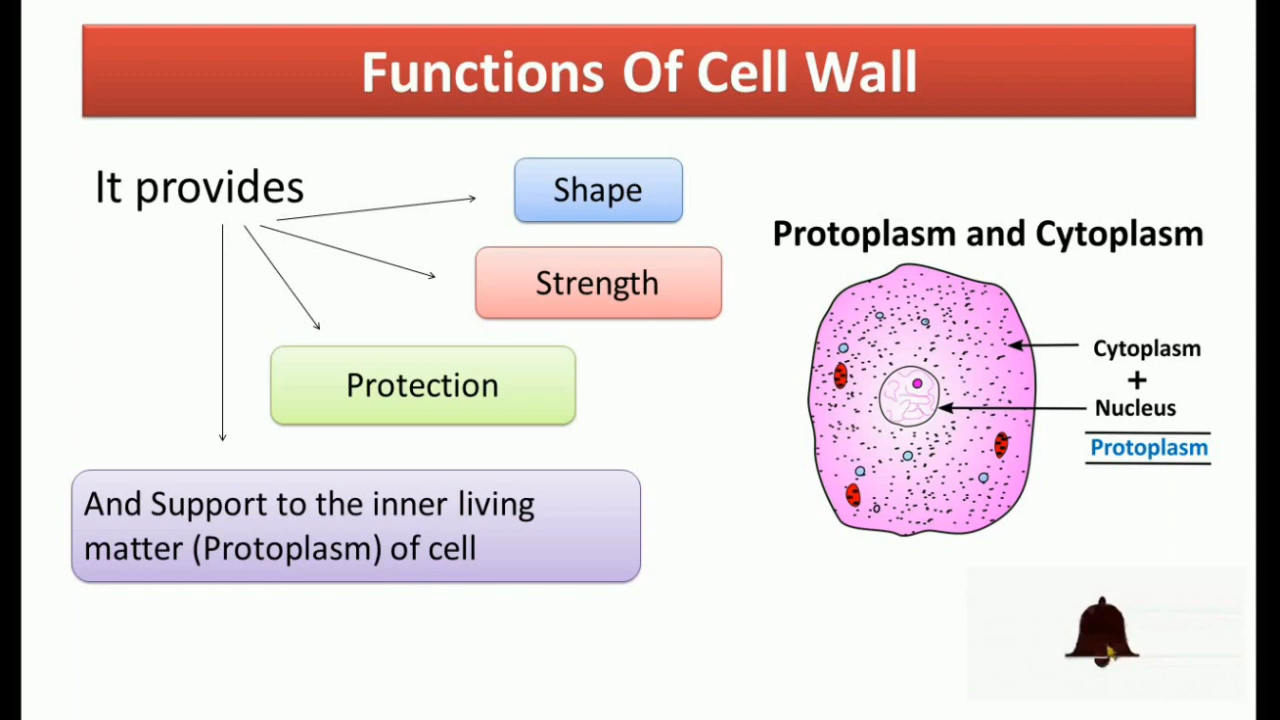 Functions Of Cell Wall
It provides
Shape
Strength
Protection
And Support to the inner living
matter (Protoplasm) of cell
Protoplasm and Cytoplasm
Cytoplasm
+
Nucleus
Protoplasm